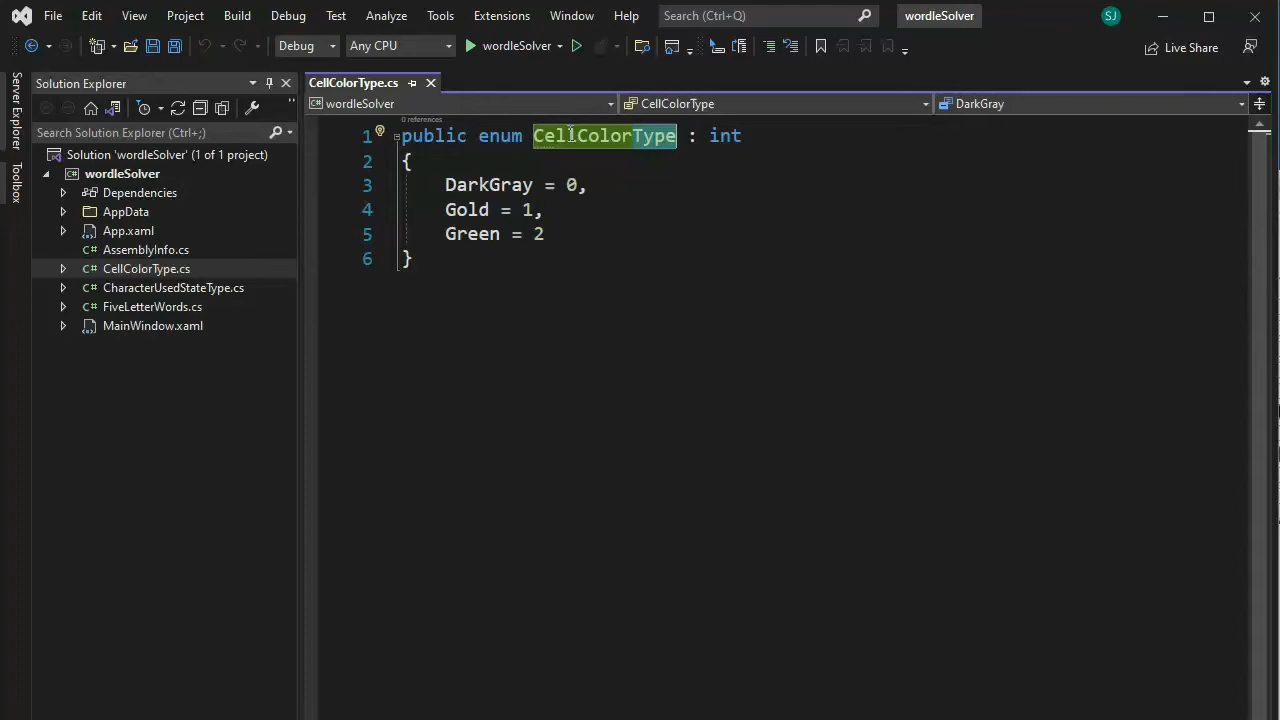 File Edit View Project Build Debug Test Analyze Tools Extensions Window Help Search (Ctrl+Q) wordleSolver SJ
Debug Any CPU wordleSolver Live Share
Server Explorer
Toolbox
Solution Explorer
Search Solution Explorer (Ctrl+;)
Solution 'wordleSolver' (1 of 1 project)
wordleSolver
Dependencies
AppData
App.xaml
AssemblyInfo.cs
CellColorType.cs
CharacterUsedStateType.cs
FiveLetterWords.cs
MainWindow.xaml
CellColorType.cs
wordleSolver CellColorType DarkGray
0 references
1 public enum CellColorType : int
2 {
3 DarkGray = 0,
4 Gold = 1,
5 Green = 2
6 }